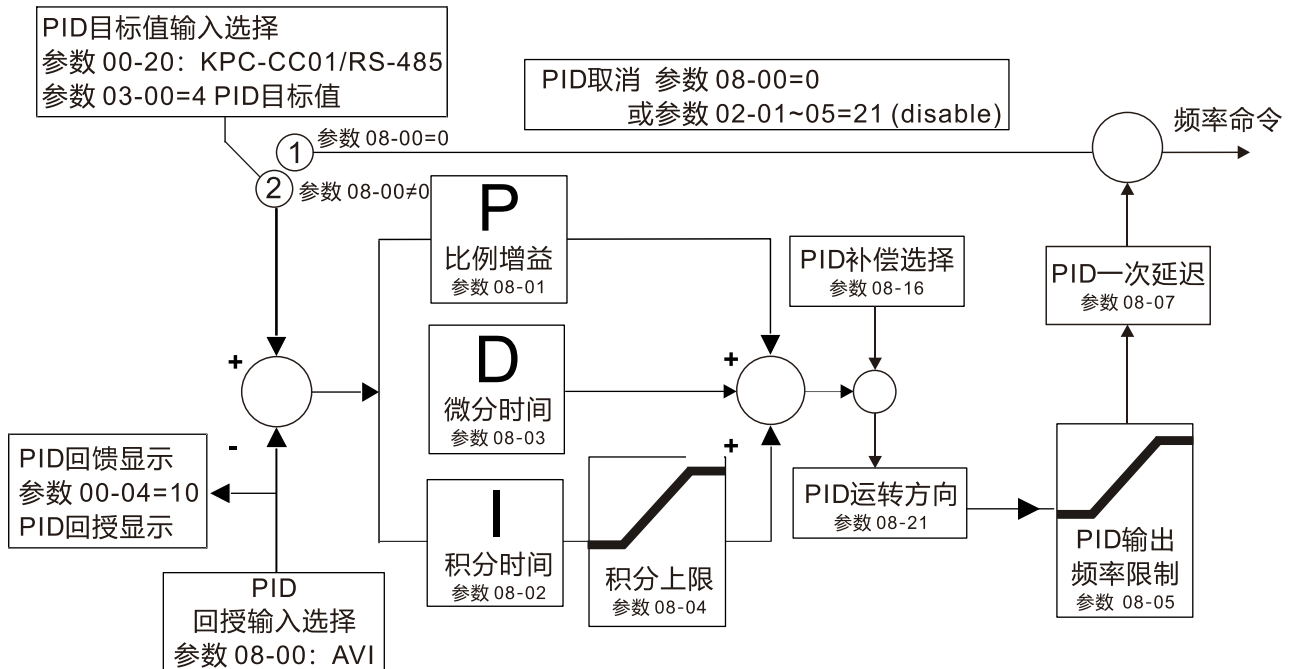 PID目标值输入选择
参数 00-20：KPC-CC01/RS-485
参数 03-00=4 PID目标值
PID取消 参数 08-00=0
或参数 02-01~05=21 (disable)
频率命令
1
参数 08-00=0
2
参数 08-00≠0
P
比例增益
参数 08-01
PID补偿选择
参数 08-16
PID一次延迟
参数 08-07
+
D
微分时间
参数 08-03
+
-
+
PID回馈显示
参数 00-04=10
PID回授显示
I
积分时间
参数 08-02
积分上限
参数 08-04
PID运转方向
参数 08-21
PID输出
频率限制
参数 08-05
PID
回授输入选择
参数 08-00：AVI